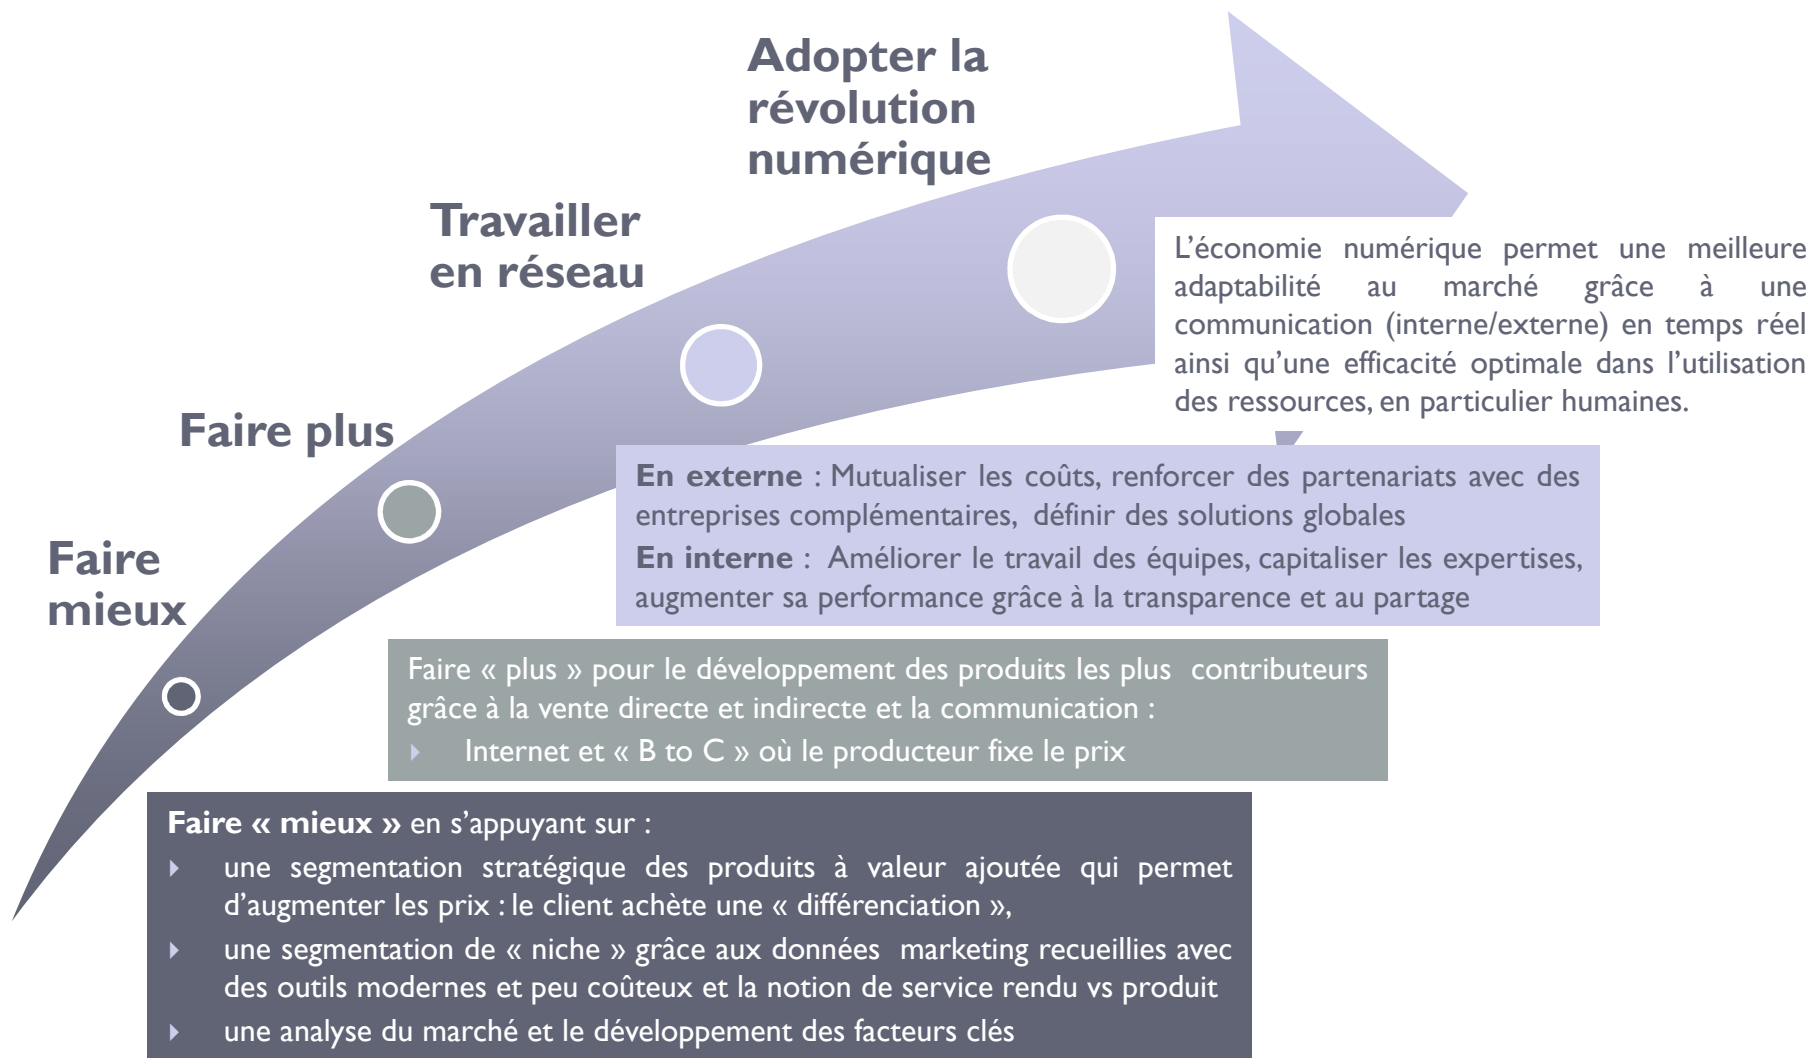 Adopter la
révolution
numérique
Travailler
en réseau
Faire plus
Faire
mieux
L’économie numérique permet une meilleure
adaptabilité au marché grâce à une
communication (interne/externe) en temps réel
ainsi qu’une efficacité optimale dans l’utilisation
des ressources, en particulier humaines.
En externe : Mutualiser les coûts, renforcer des partenariats avec des
entreprises complémentaires, définir des solutions globales
En interne : Améliorer le travail des équipes, capitaliser les expertises,
augmenter sa performance grâce à la transparence et au partage
Faire « plus » pour le développement des produits les plus contributeurs
grâce à la vente directe et indirecte et la communication :
Internet et « B to C » où le producteur fixe le prix
Faire « mieux » en s’appuyant sur :
une segmentation stratégique des produits à valeur ajoutée qui permet
d’augmenter les prix : le client achète une « différenciation »,
une segmentation de « niche » grâce aux données marketing recueillies avec
des outils modernes et peu coûteux et la notion de service rendu vs produit
une analyse du marché et le développement des facteurs clés